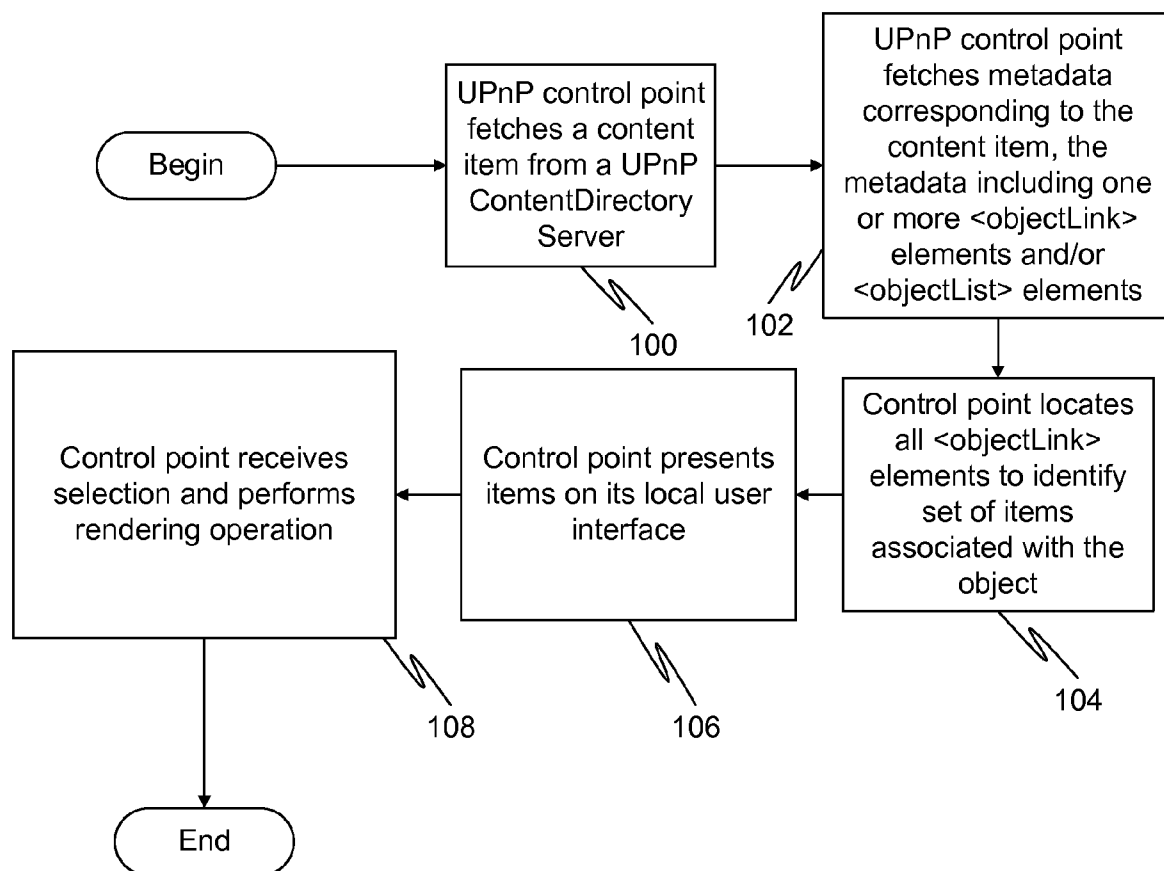 Begin
UPnP control point
fetches a content
item from a UPnP
ContentDirectory
Server
100
UPnP control point
fetches metadata
corresponding to the
content item, the
metadata including one
or more <objectLink>
elements and/or
<objectList> elements
102
Control point locates
all <objectLink>
elements to identify
set of items
associated with the
object
104
Control point presents
items on its local user
interface
106
Control point receives
selection and performs
rendering operation
108
End